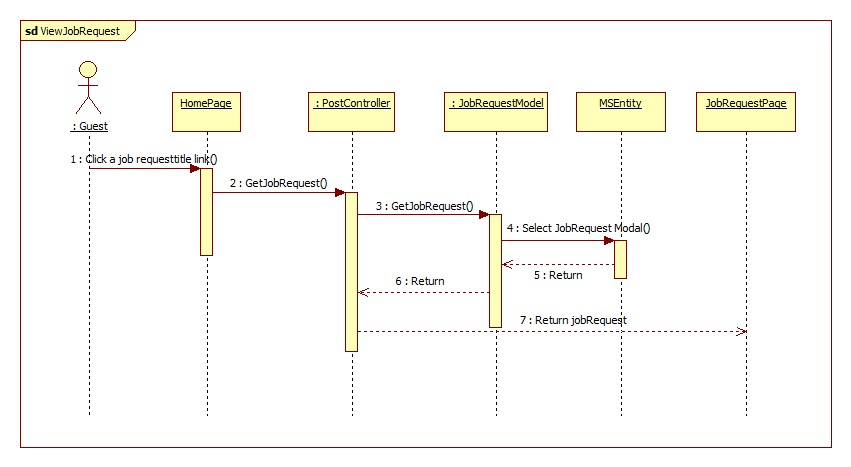 sd ViewJobRequest
: Guest
HomePage
: PostController
: JobRequestModel
MSEntity
JobRequestPage
1 : Click a job requesttitle link()
2 : GetJobRequest()
3 : GetJobRequest()
4 : Select JobRequest Modal()
5 : Return
6 : Return
7 : Return jobRequest